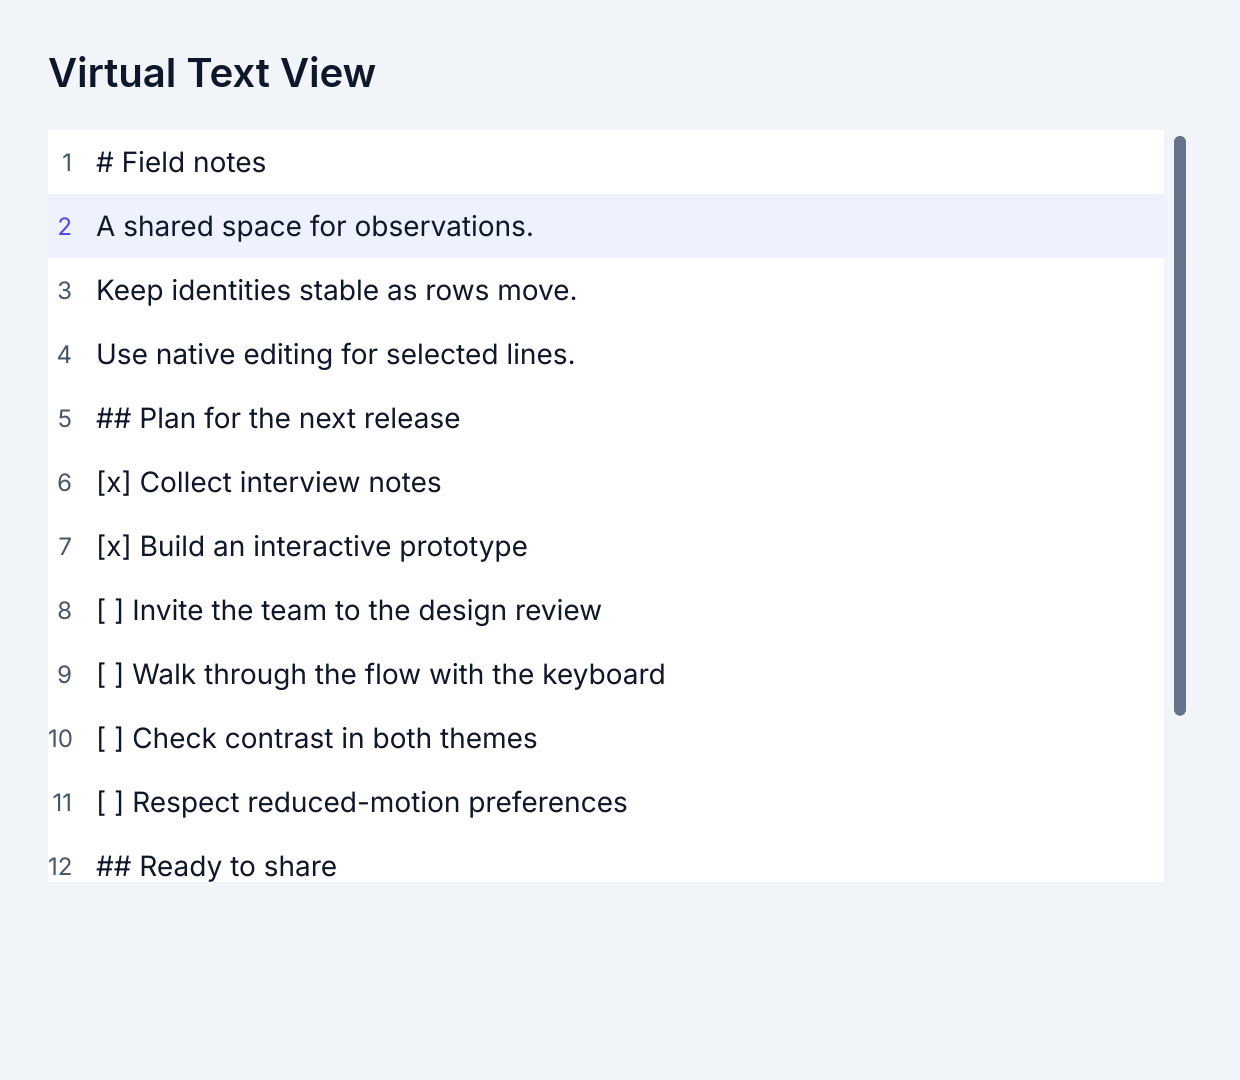 Virtual Text View
1 # Field notes
2 A shared space for observations.
3 Keep identities stable as rows move.
4 Use native editing for selected lines.
5 ## Plan for the next release
6 [x] Collect interview notes
7 [x] Build an interactive prototype
8 [ ] Invite the team to the design review
9 [ ] Walk through the flow with the keyboard
10 [ ] Check contrast in both themes
11 [ ] Respect reduced-motion preferences
12 ## Ready to share